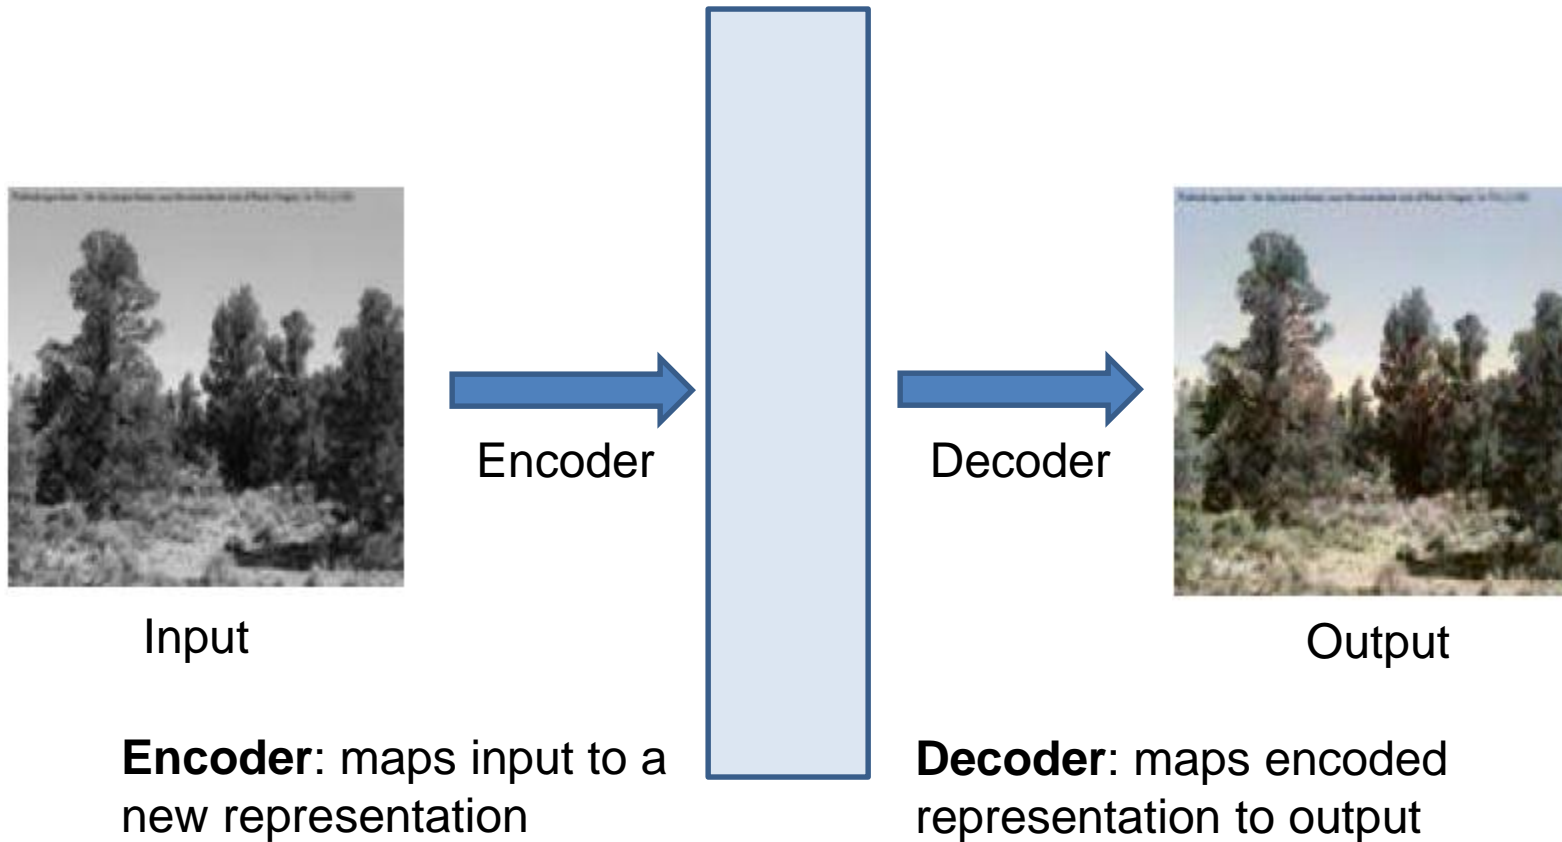 Encoder
Decoder
Input
Output
Encoder: maps input to a
new representation
Decoder: maps encoded
representation to output